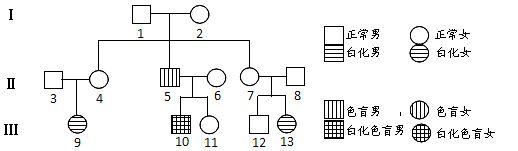 I
1 2
正常男 正常女
白化男 白化女
II
3 4 5 6 7 8
色盲男 色盲女
III
9 10 11 12 13
白化色盲男 白化色盲女